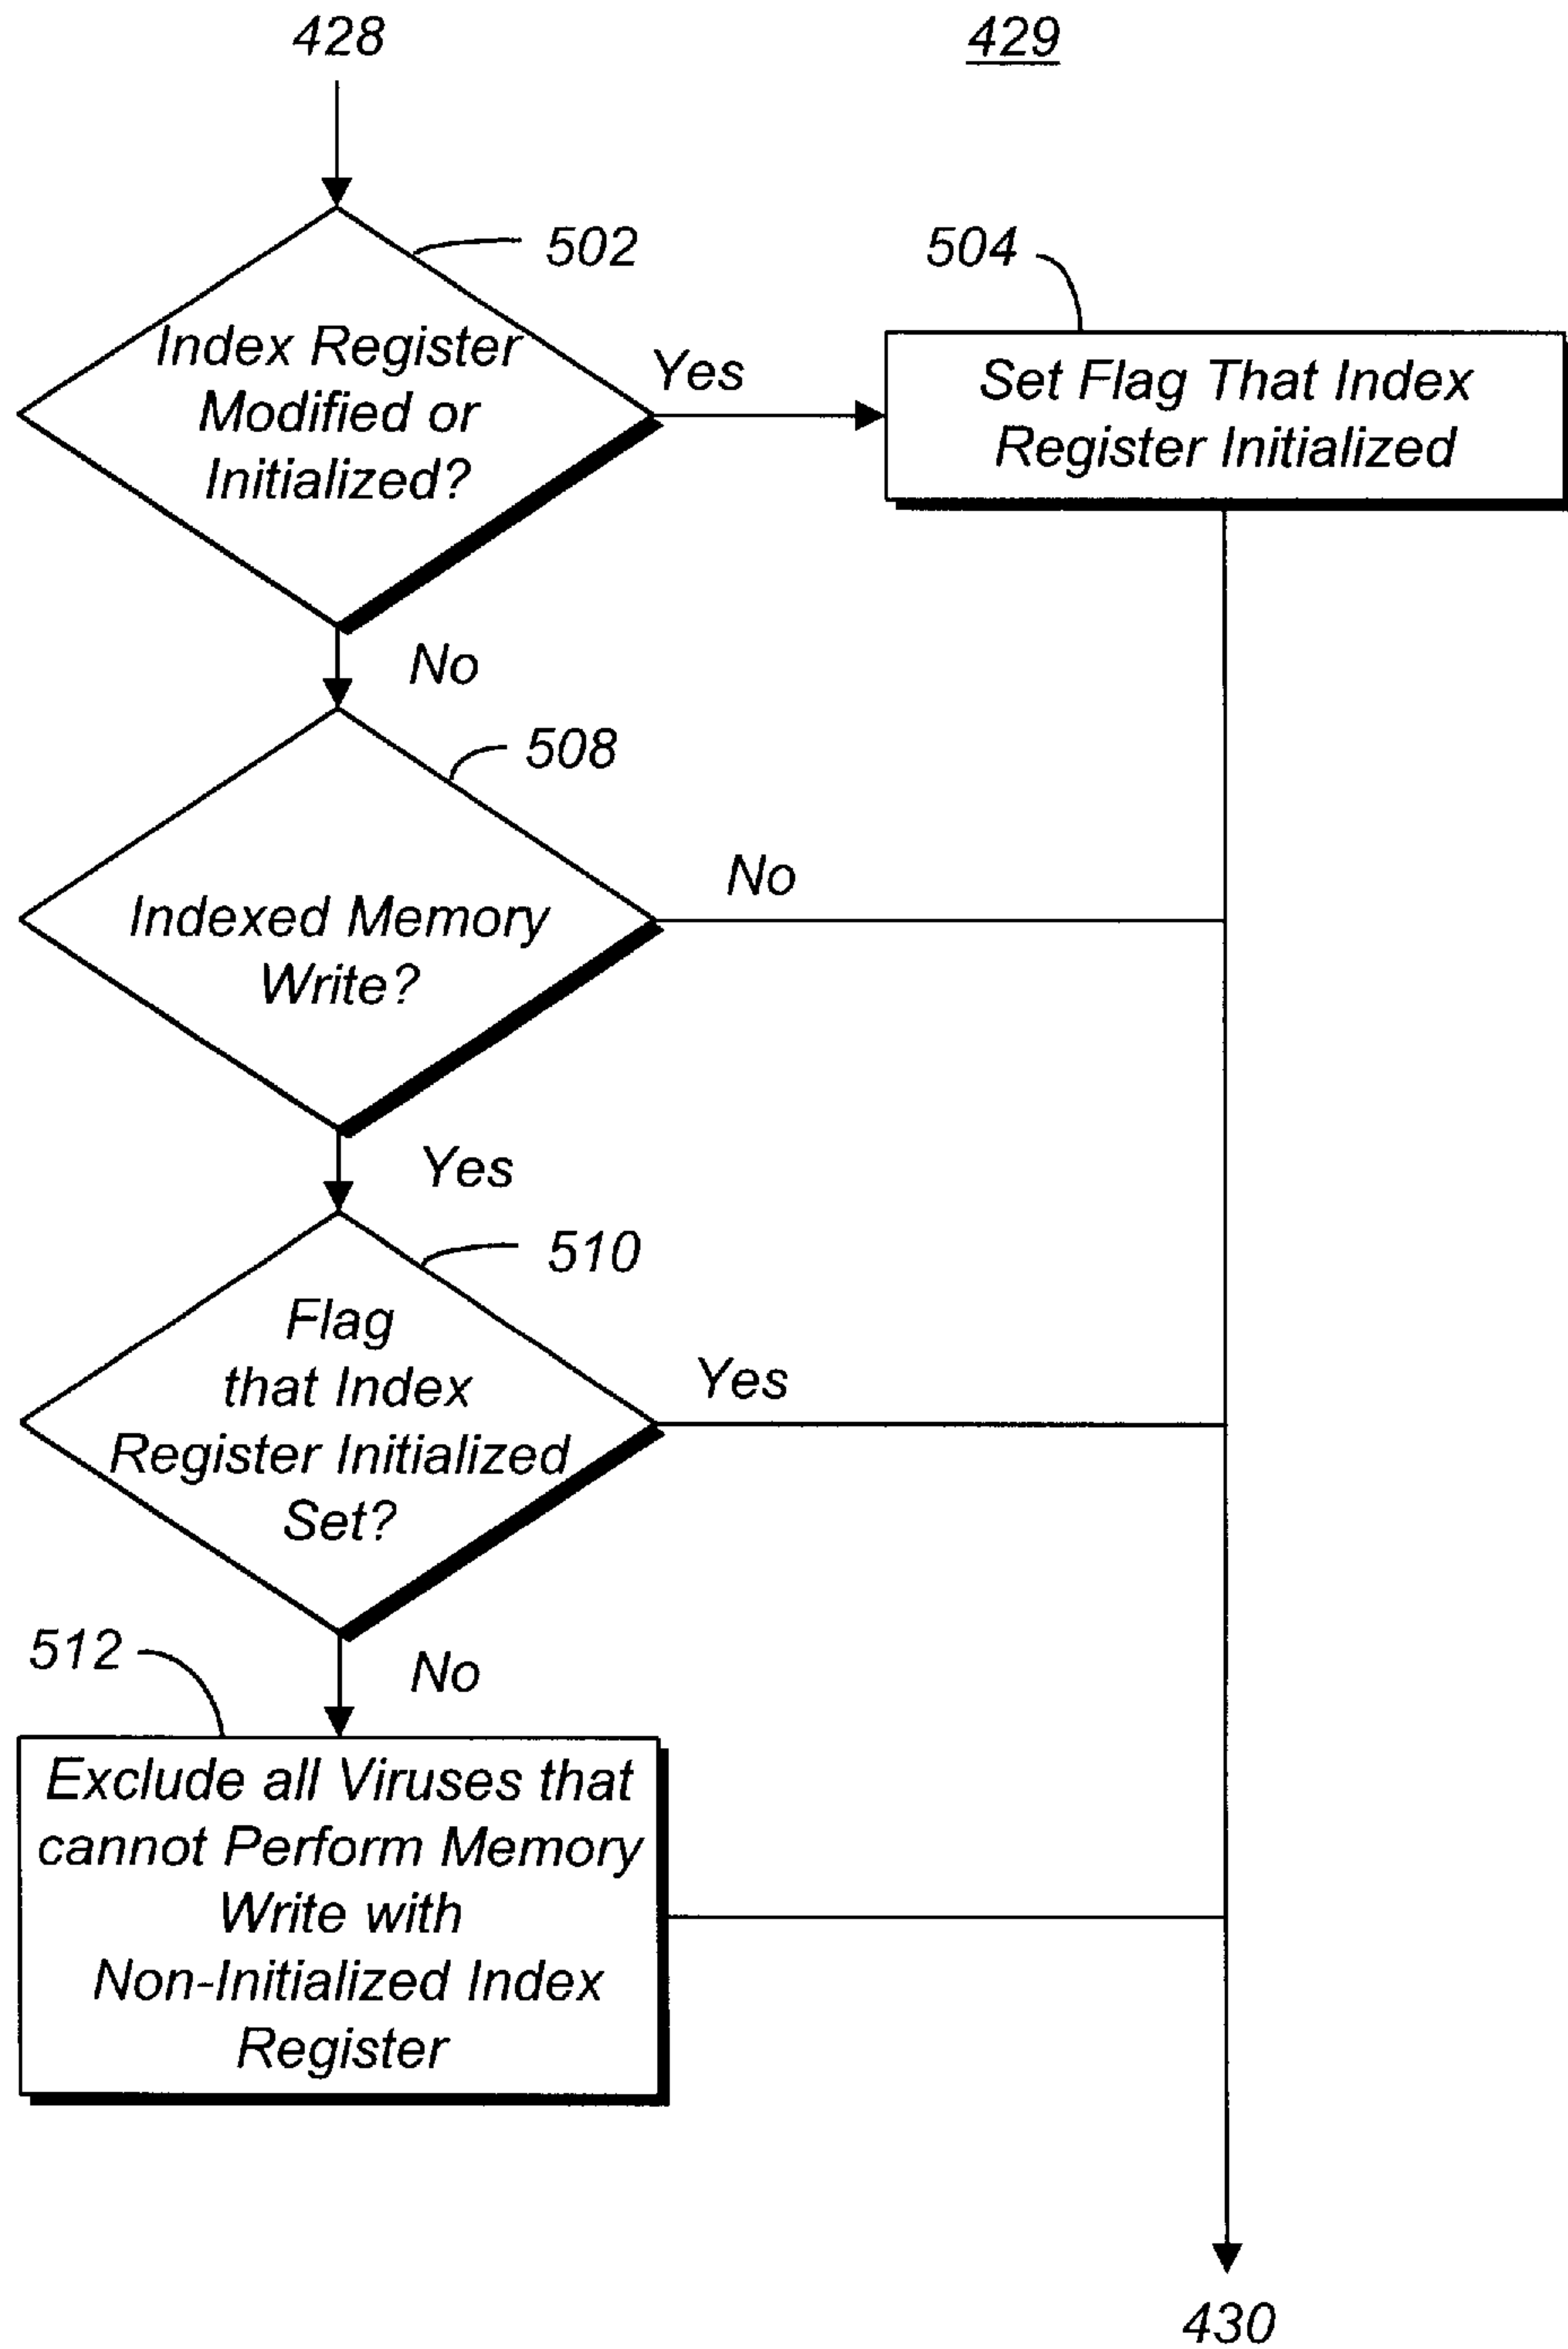 428
429
502
504
Index Register
Modified or
Initialized?
Yes
Set Flag That Index
Register Initialized
No
508
No
Indexed Memory
Write?
Yes
510
Flag
that Index
Register Initialized
Set?
Yes
512
No
Exclude all Viruses that
cannot Perform Memory
Write with
Non-Initialized Index
Register
430